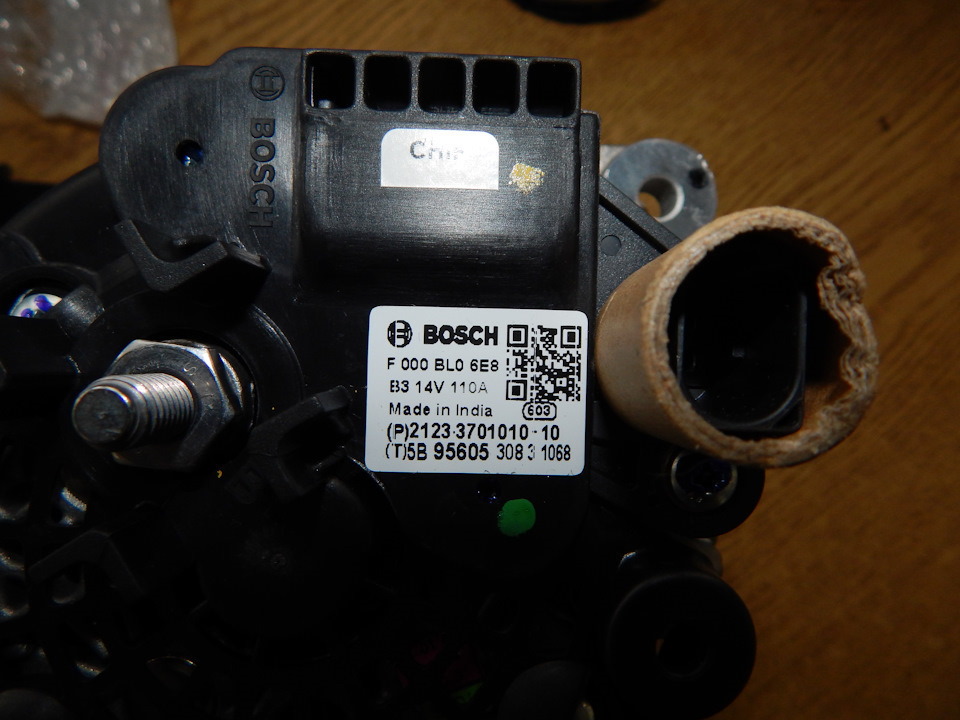 BOSCH
Chir
BOSCH
F 000 BL0 6E8
B3 14V 110A
Made in India
603
(P)2123 3701010-10
(T)5B 95605 308 3 1068